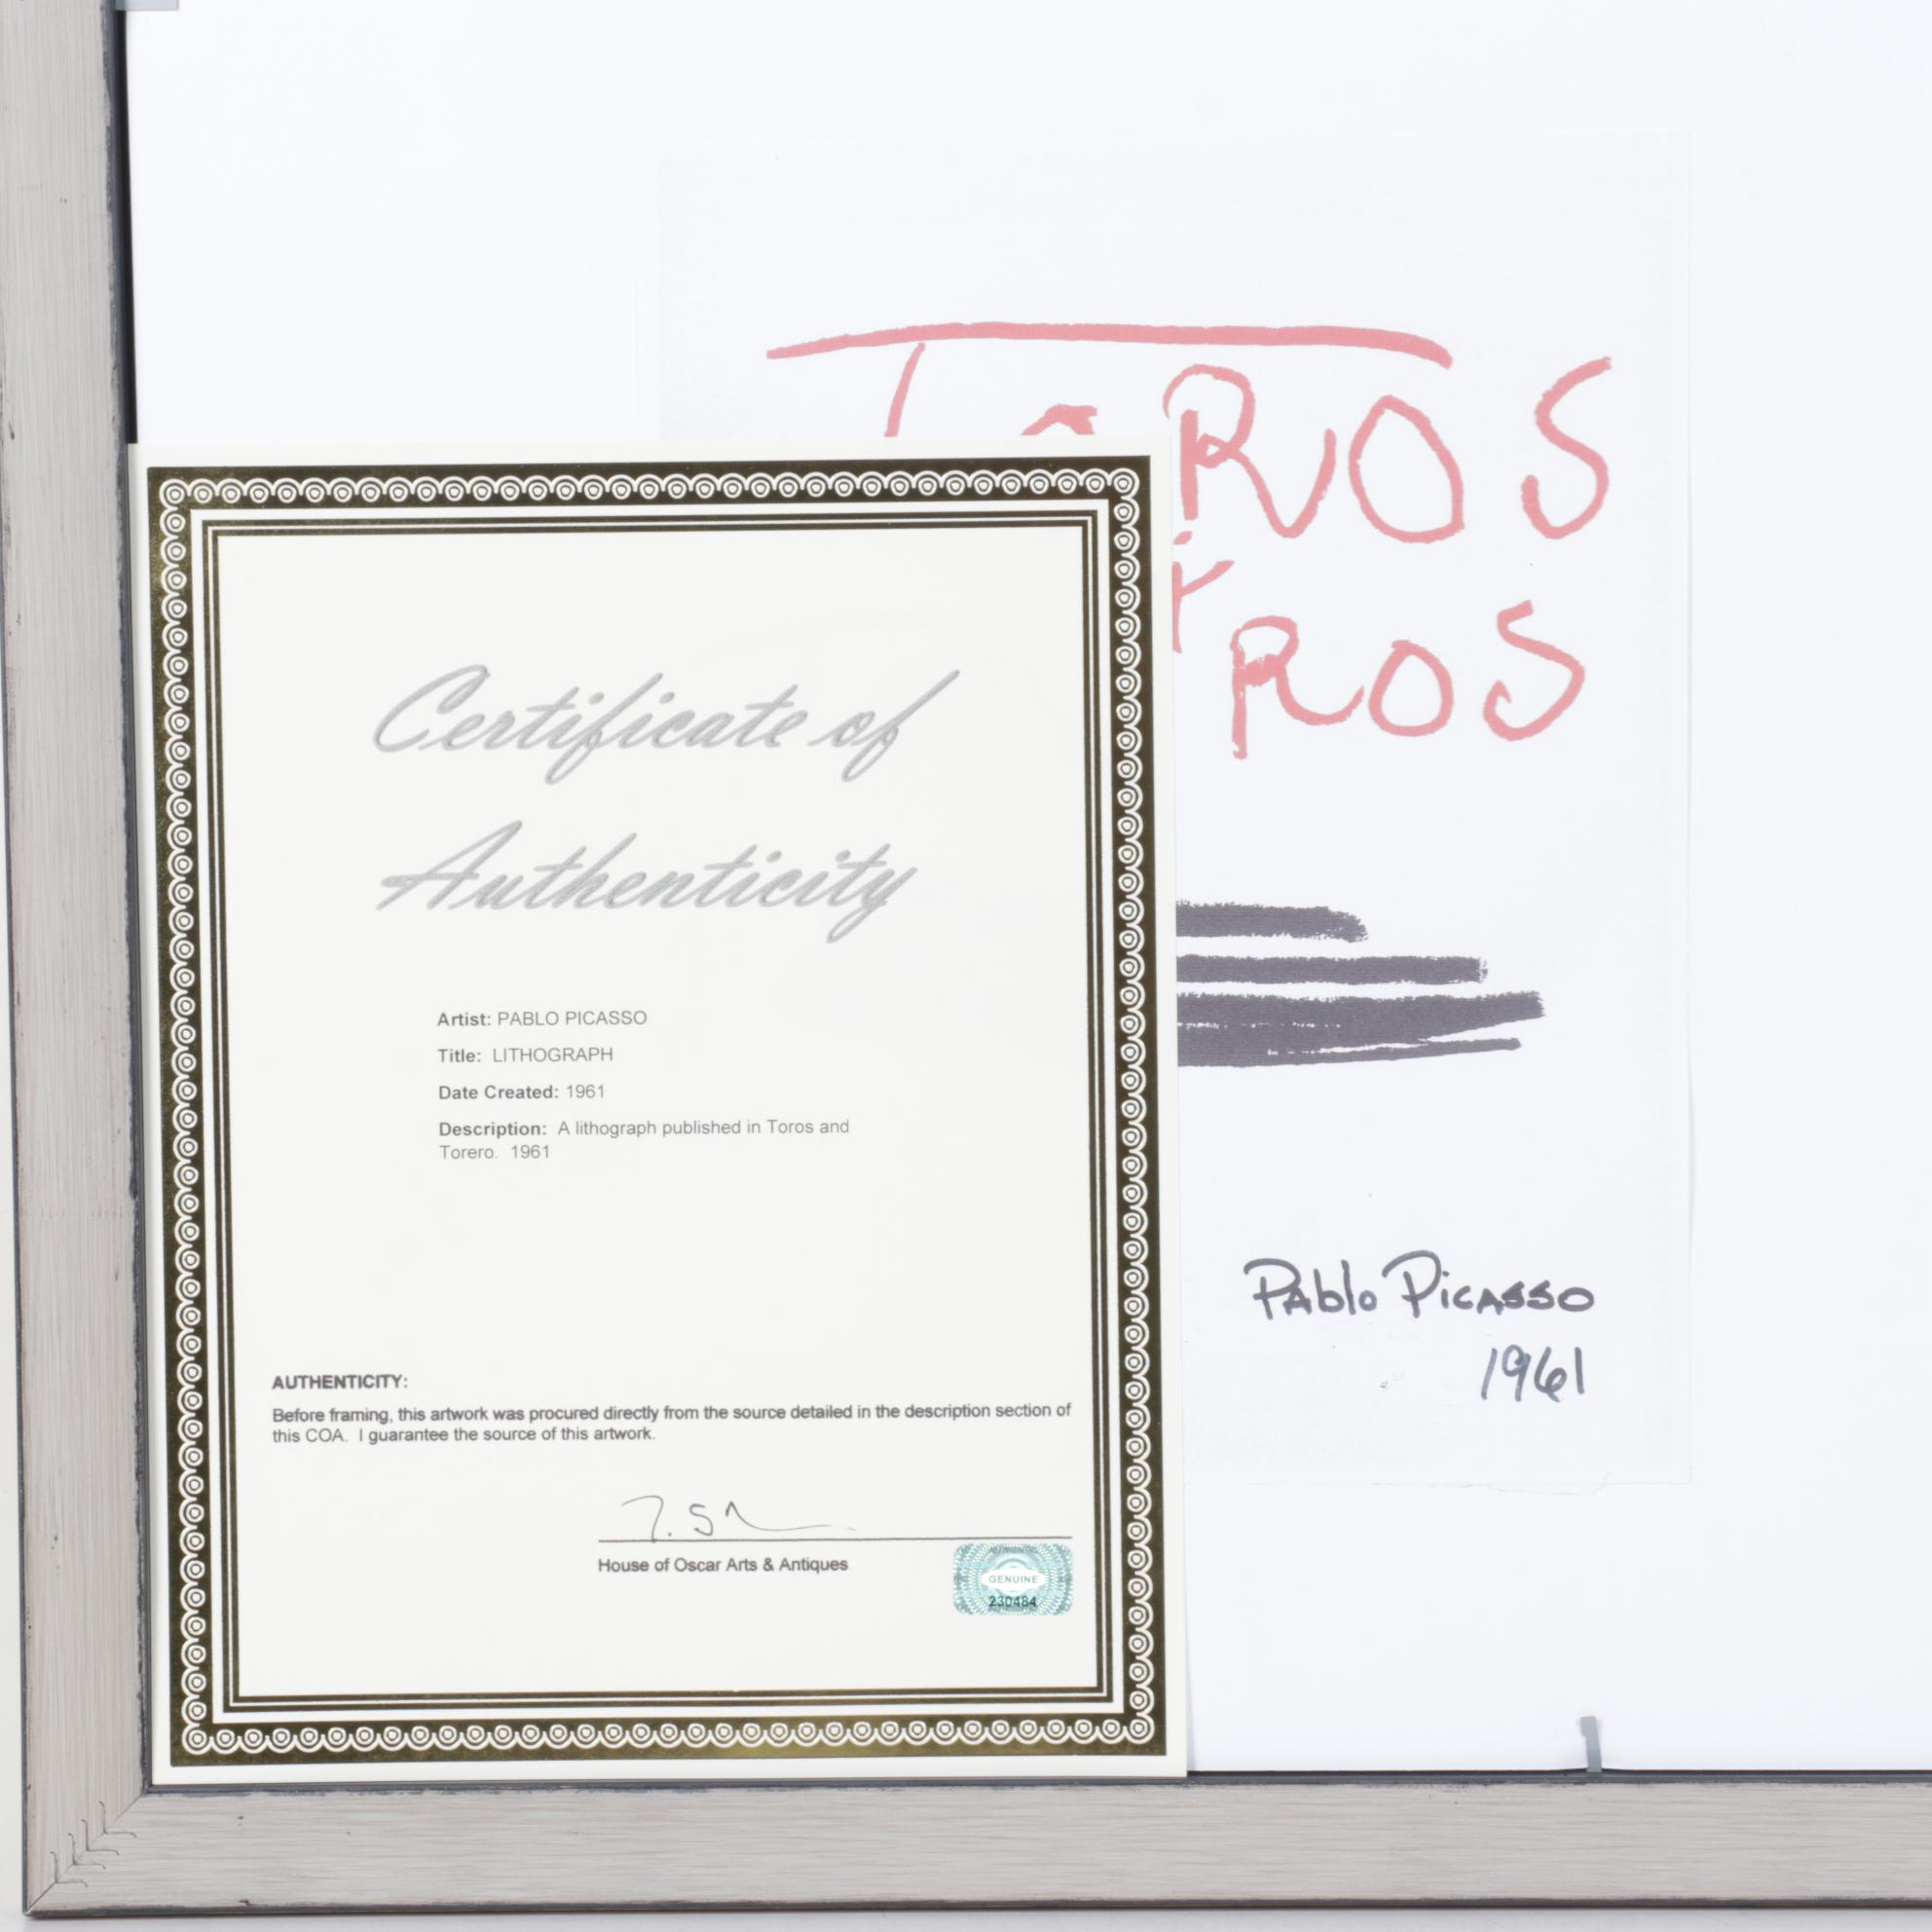 TOROS
Y
ROS
Certificate of
Authenticity
Artist: PABLO PICASSO
Title: LITHOGRAPH
Date Created: 1961
Description: A lithograph published in Toros and
Torero. 1961
Pablo Picasso
1961
AUTHENTICITY:
Before framing, this artwork was procured directly from the source detailed in the description section of
this COA. I guarantee the source of this artwork.
House of Oscar Arts & Antiques
GENUINE
230484